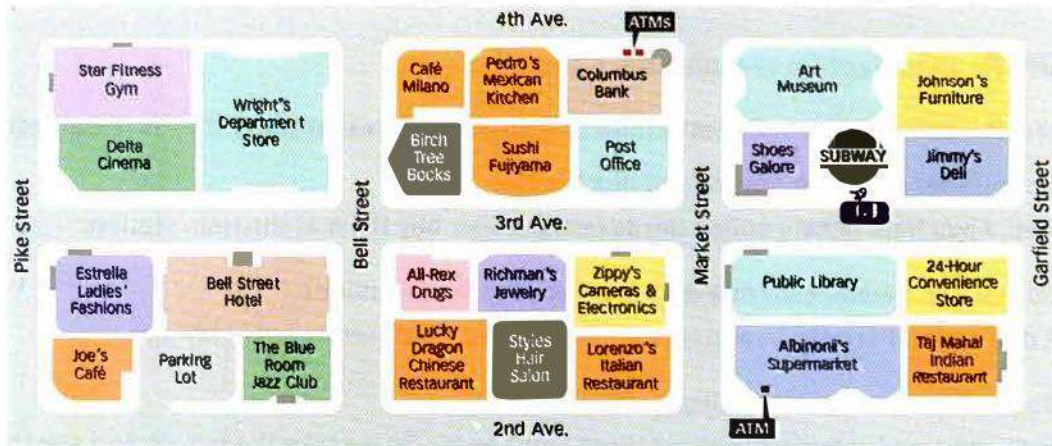 4th Ave.
ATMs
Star Fitness
Gym
Wright's
Department
Store
Delta
Cinema
Café
Milano
Pedro's
Mexican
Kitchen
Columbus
Bank
Birch
Tree
Books
Sushi
Fujiyama
Post
Office
Art
Museum
Johnson's
Furniture
Shoes
Galore
SUBWAY
Jimmy's
Deli
Pike Street
Bell Street
3rd Ave.
Market Street
Garfield Street
Estrella
Ladies'
Fashions
Bell Street
Hotel
Joe's
Café
Parking
Lot
The Blue
Room
Jazz Club
All-Rex
Drugs
Richman's
Jewelry
Zippy's
Cameras &
Electronics
Lucky
Dragon
Chinese
Restaurant
Styles
Hair
Salon
Lorenzo's
Italian
Restaurant
Public Library
24-Hour
Convenience
Store
Albinonii's
Supermarket
Taj Mahal
Indian
Restaurant
ATM
2nd Ave.